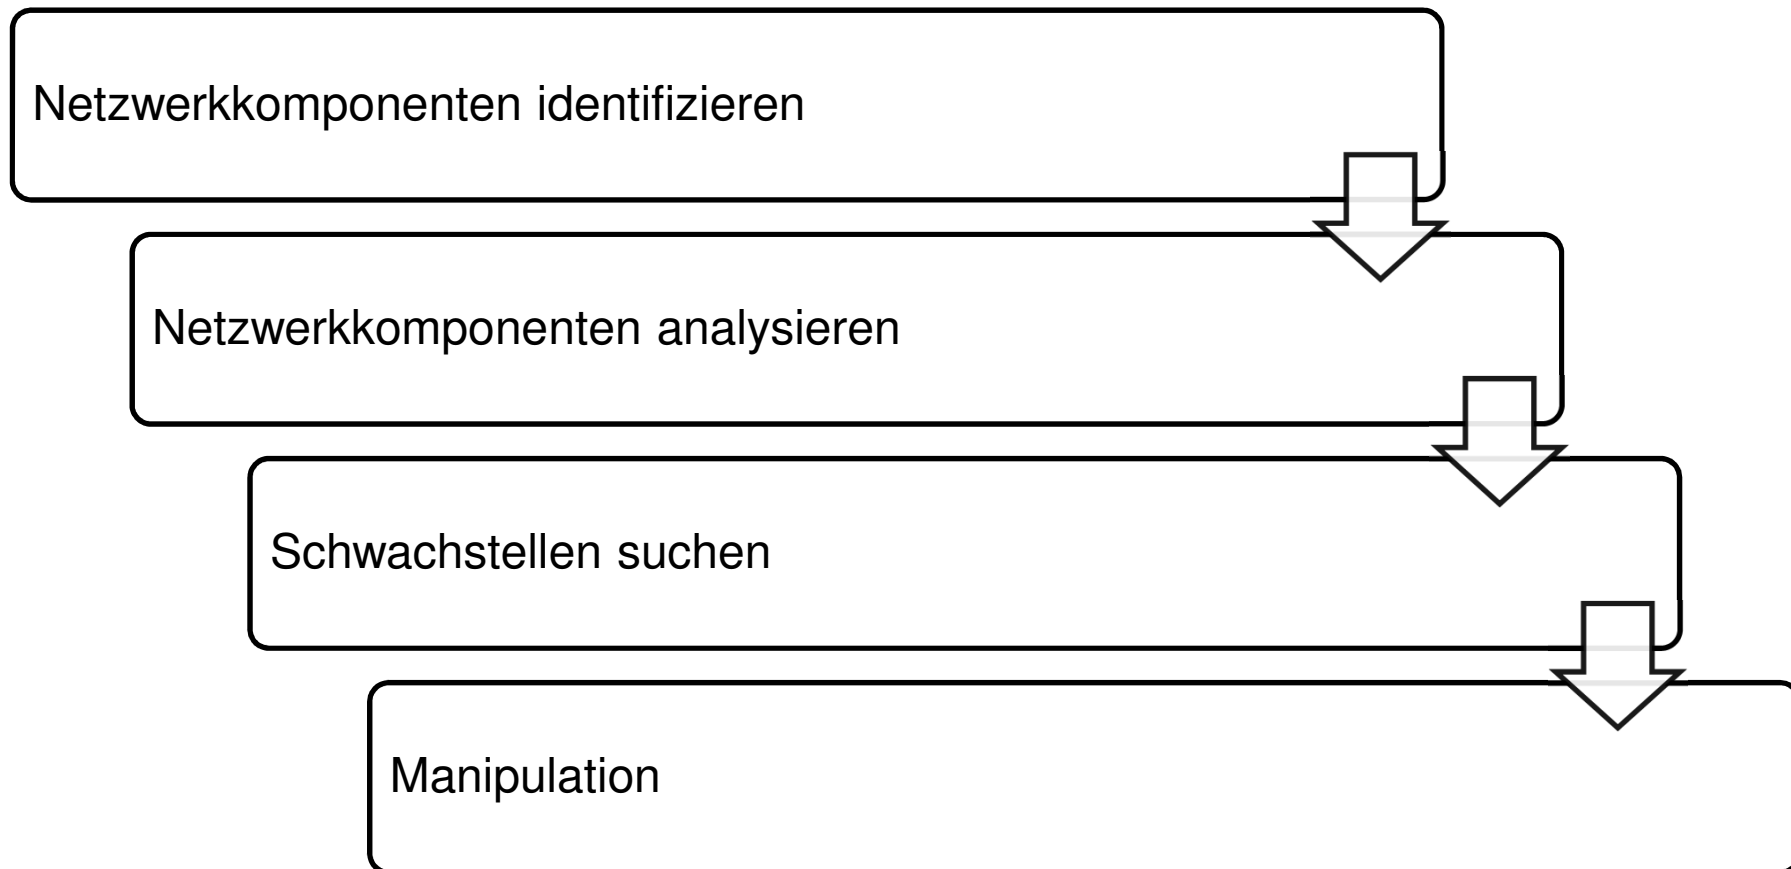 Netzwerkkomponenten identifizieren
Netzwerkkomponenten analysieren
Schwachstellen suchen
Manipulation